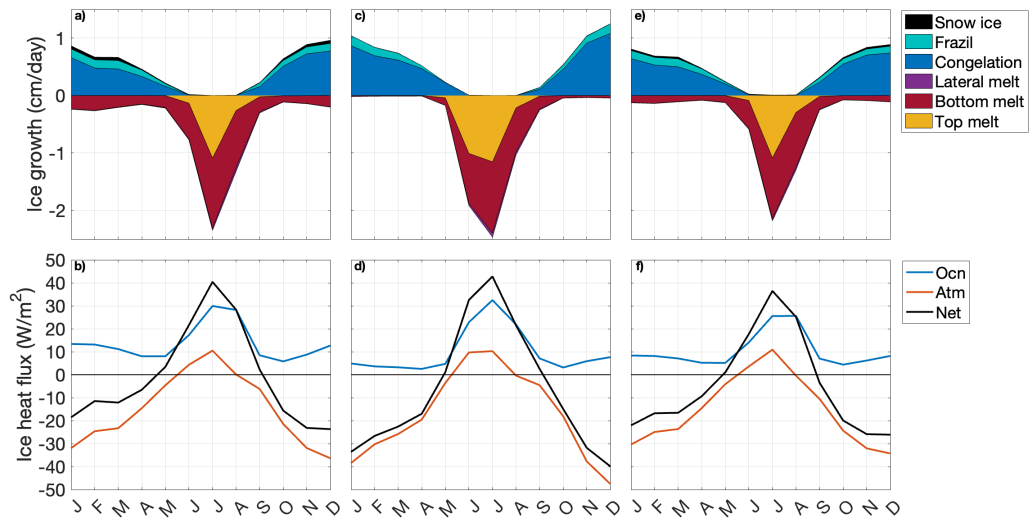 a)
c)
e)
Ice growth (cm/day)
1
0
-1
-2
Snow ice
Frazil
Congelation
Lateral melt
Bottom melt
Top melt
b)
d)
f)
Ice heat flux (W/m²)
50
40
30
20
10
0
-10
-20
-30
-40
-50
Ocn
Atm
Net
J F M A M J J A S O N D
J F M A M J J A S O N D
J F M A M J J A S O N D